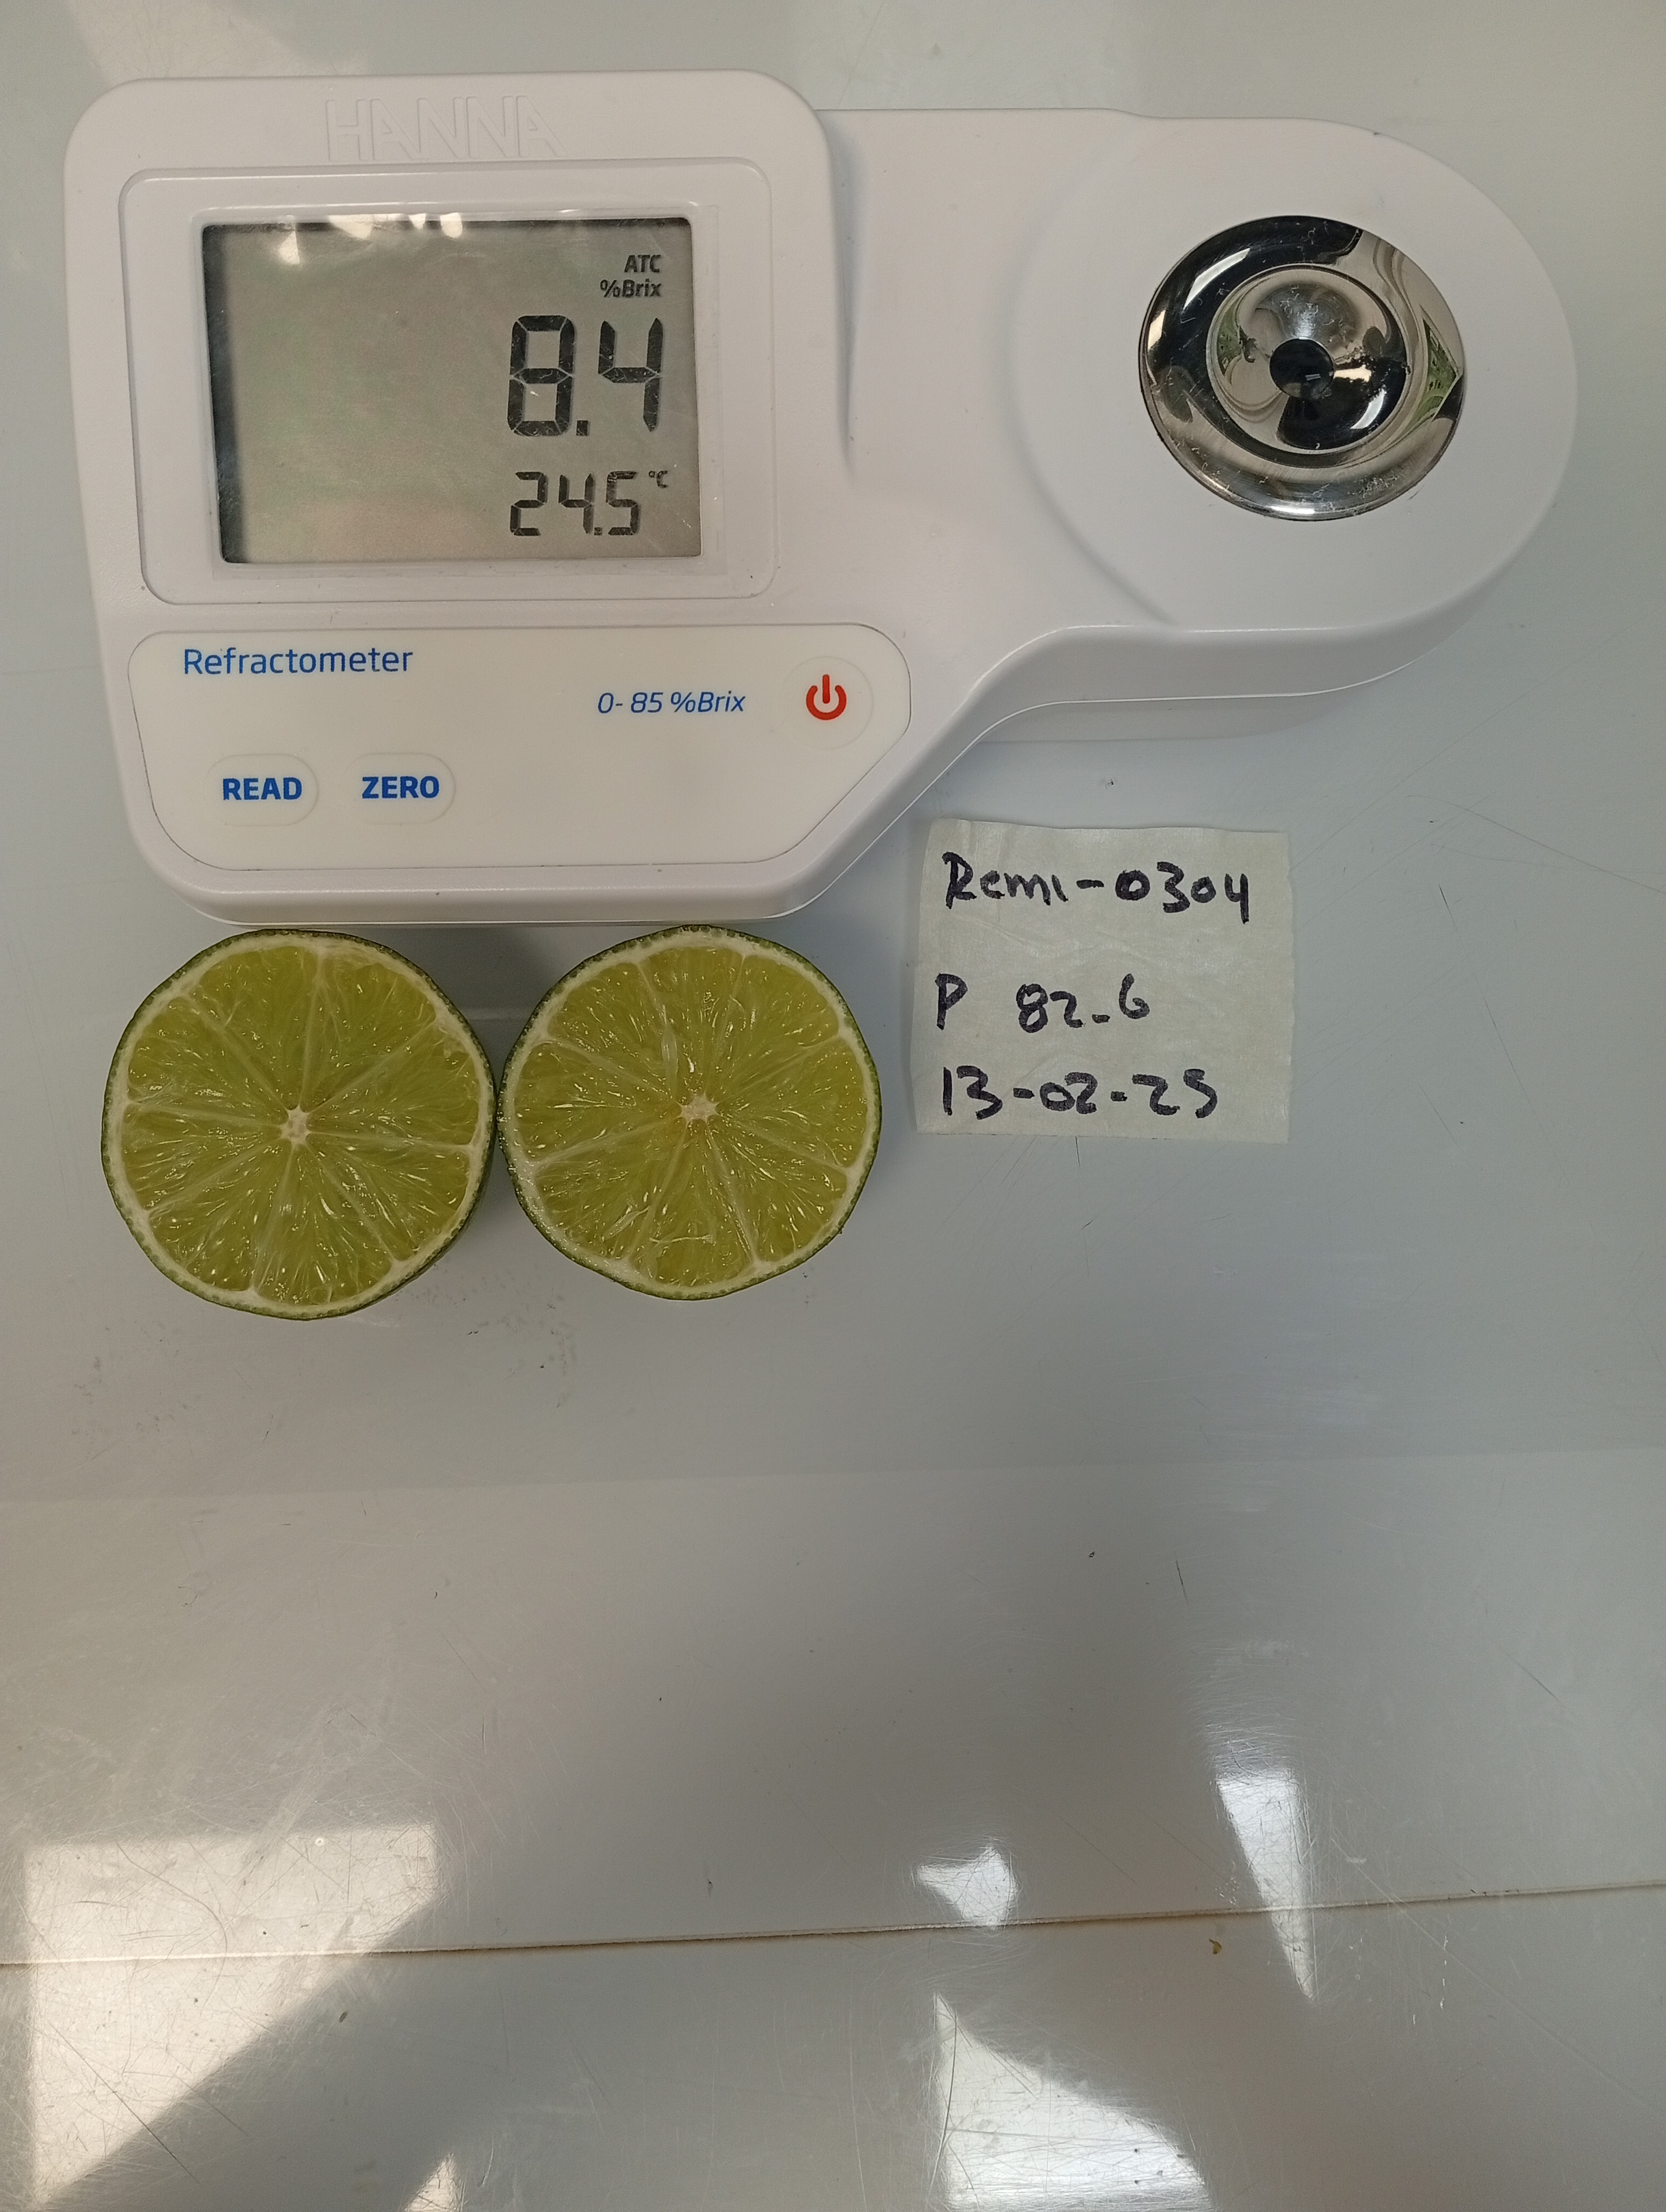 HANNA
ATC
%Brix
8.4
24.5 °C
Refractometer
0- 85 %Brix
READ ZERO
Remi-0304
P 82-6
13-02-25